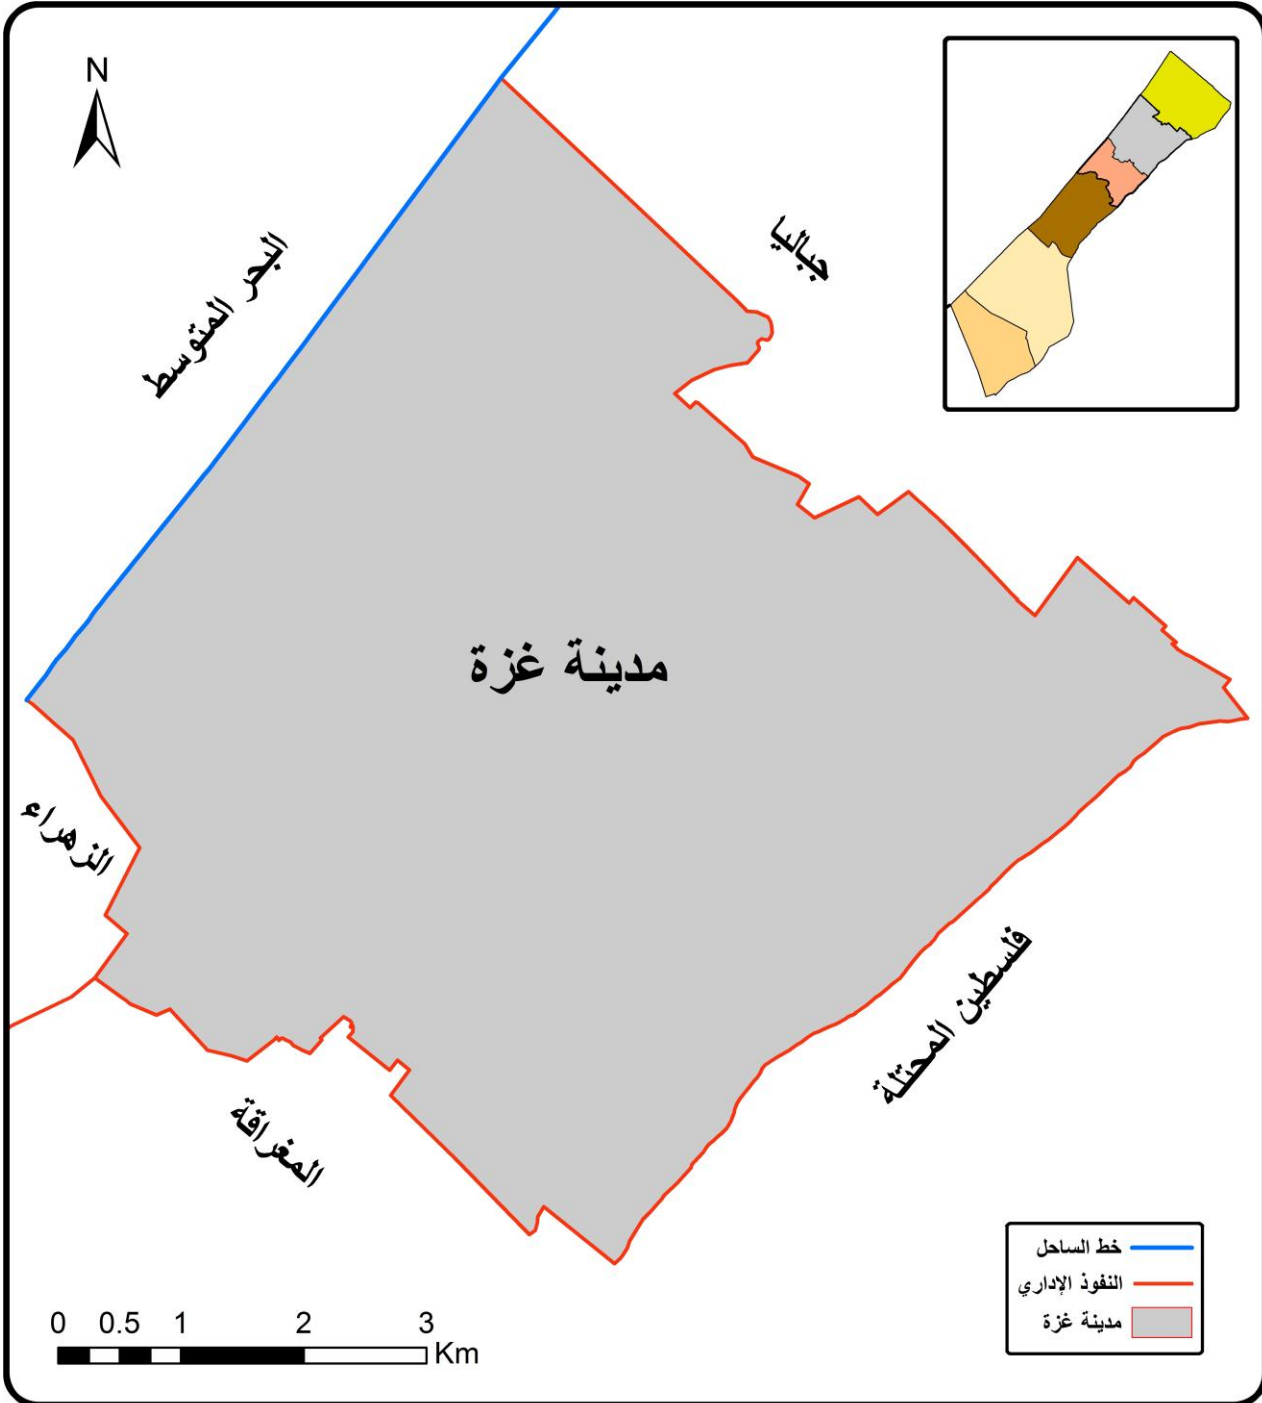 N
البحر المتوسط
جباليا
مدينة غزة
الزهراء
فلسطين المحتلة
المغراقة
خط الساحل
النفوذ الإداري
مدينة غزة
0 0.5 1 2 3
Km